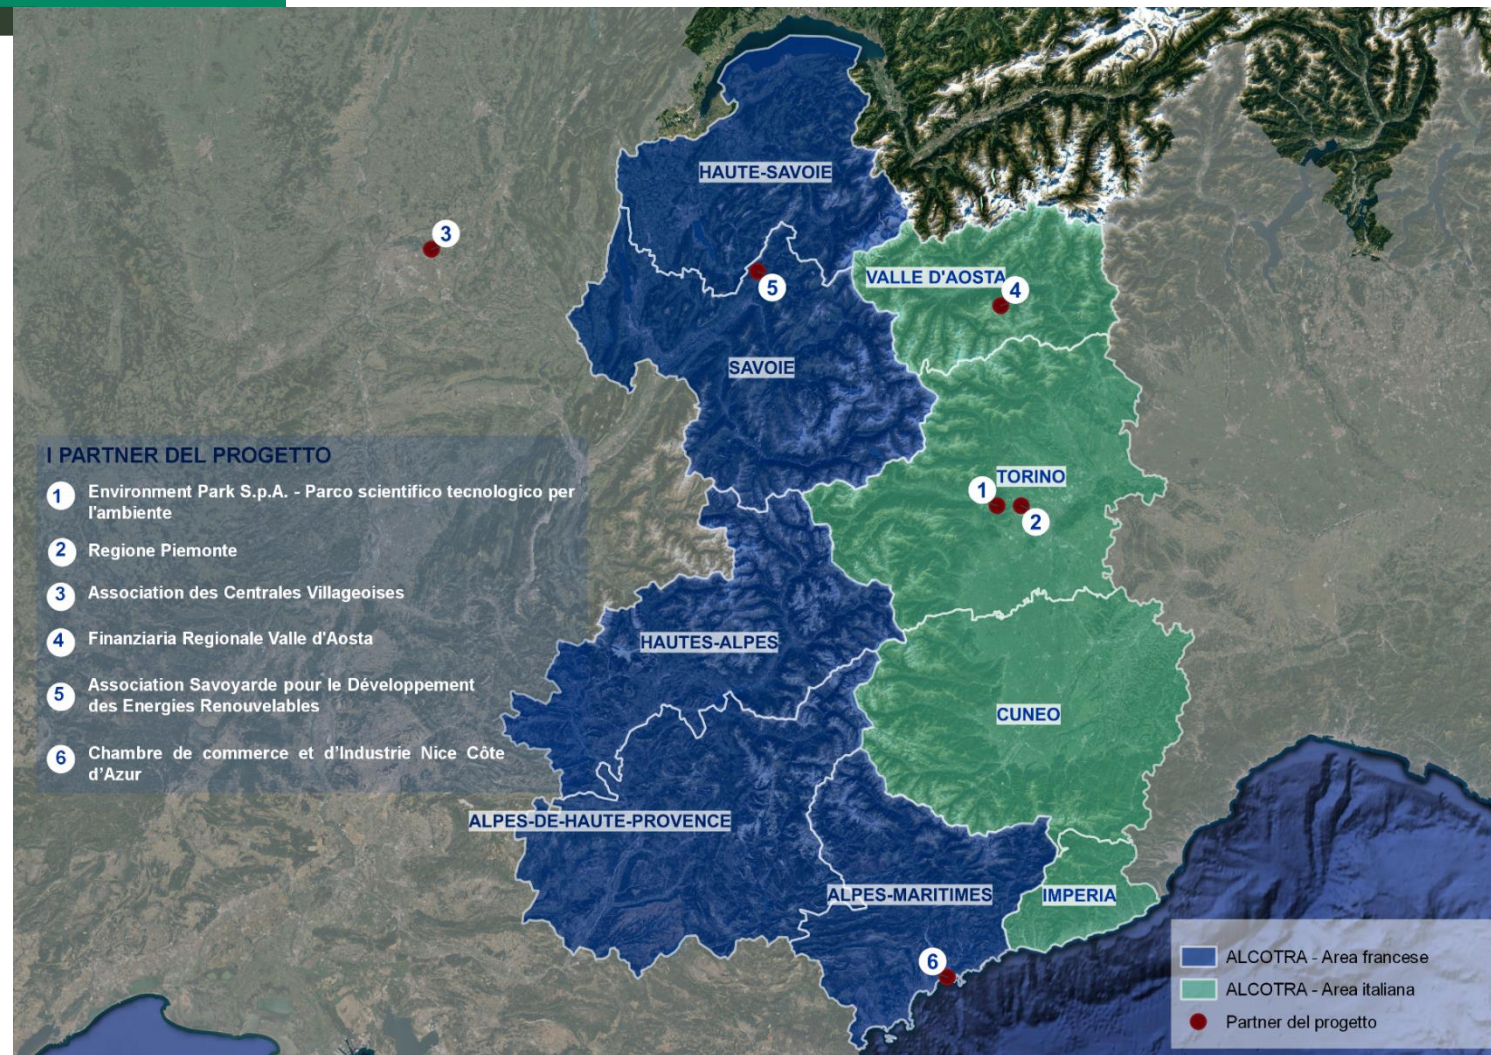 HAUTE-SAVOIE
3
VALLE D'AOSTA
4
5
SAVOIE
TORINO
1
2
I PARTNER DEL PROGETTO
1 Environment Park S.p.A. - Parco scientifico tecnologico per
l'ambiente
2 Regione Piemonte
3 Association des Centrales Villageoises
4 Finanziaria Regionale Valle d'Aosta
5 Association Savoyarde pour le Développement
des Energies Renouvelables
6 Chambre de commerce et d’Industrie Nice Côte
d’Azur
HAUTES-ALPES
CUNEO
ALPES-DE-HAUTE-PROVENCE
ALPES-MARITIMES
IMPERIA
6
ALCOTRA - Area francese
ALCOTRA - Area italiana
Partner del progetto